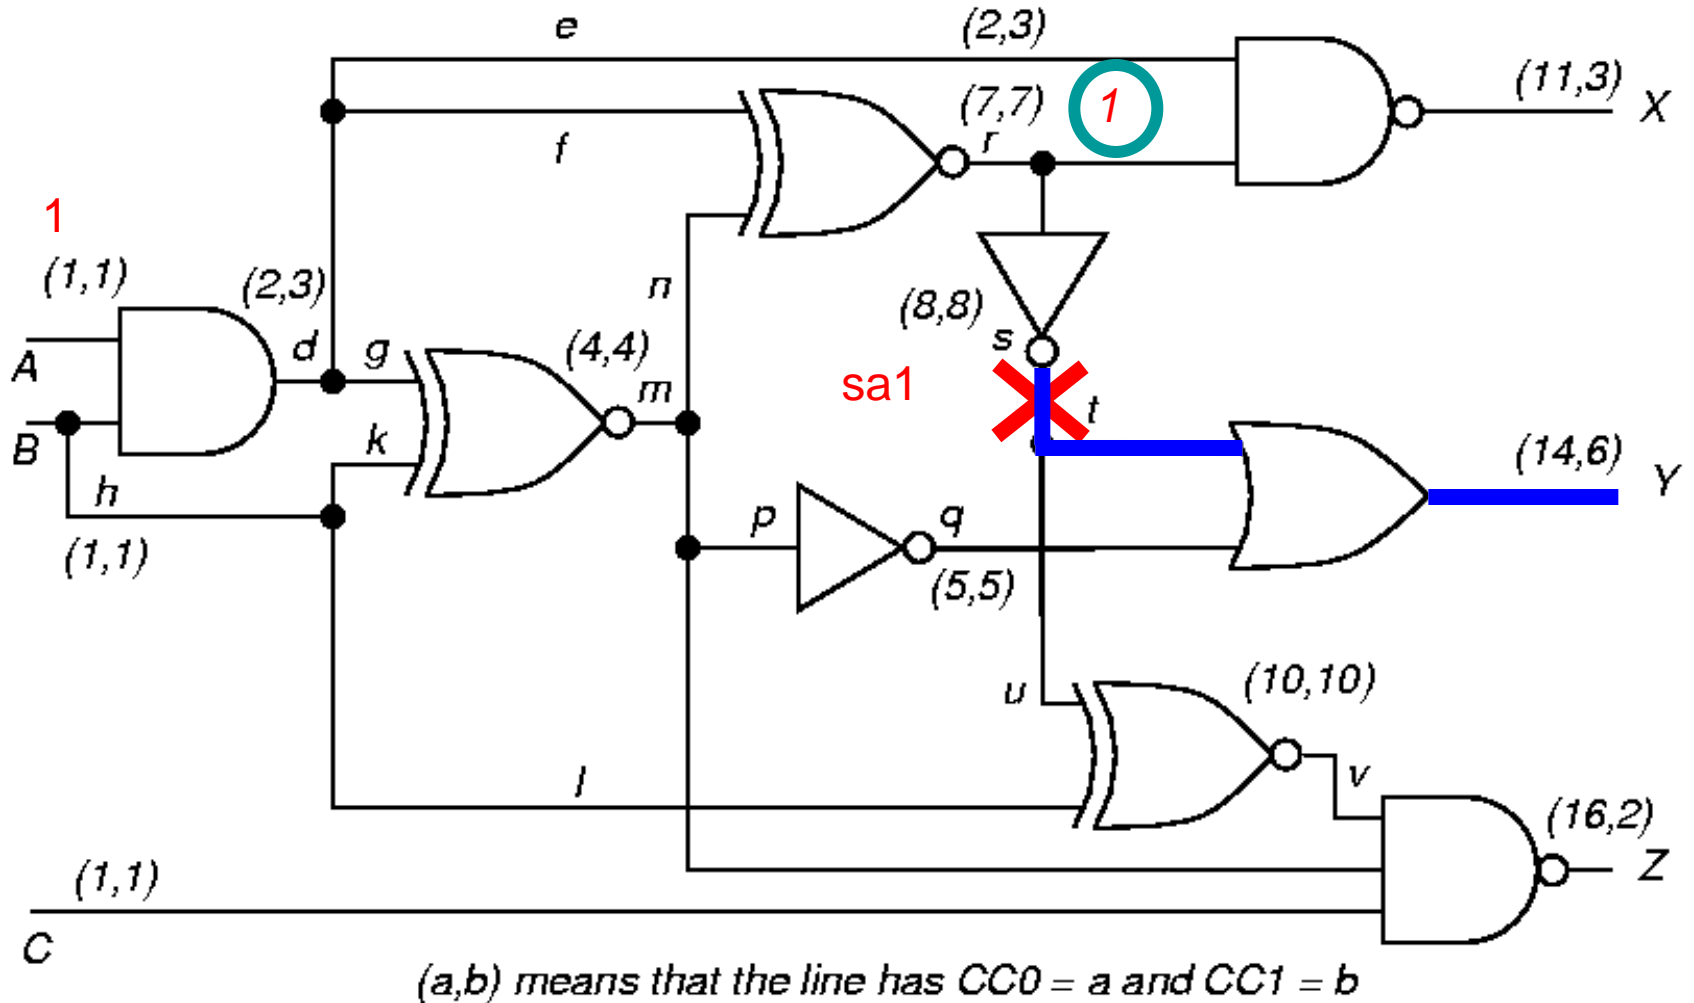 e
(2,3)
(7,7)
1
(11,3)
X
f
r
1
(1,1)
(2,3)
n
(8,8)
s
A
d
g
(4,4)
m
sa1
t
B
k
(14,6)
Y
h
p
q
(1,1)
(5,5)
u
(10,10)
l
v
(16,2)
Z
(1,1)
C
(a,b) means that the line has CC0 = a and CC1 = b